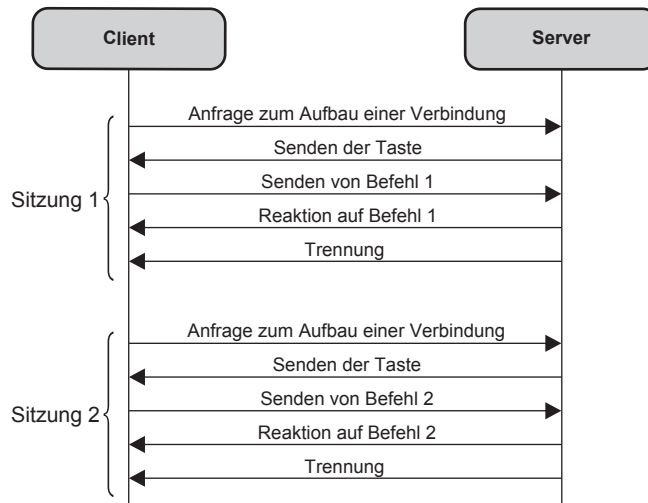 Client
Server
Anfrage zum Aufbau einer Verbindung
Senden der Taste
Sitzung 1
Senden von Befehl 1
Reaktion auf Befehl 1
Trennung
Anfrage zum Aufbau einer Verbindung
Senden der Taste
Sitzung 2
Senden von Befehl 2
Reaktion auf Befehl 2
Trennung